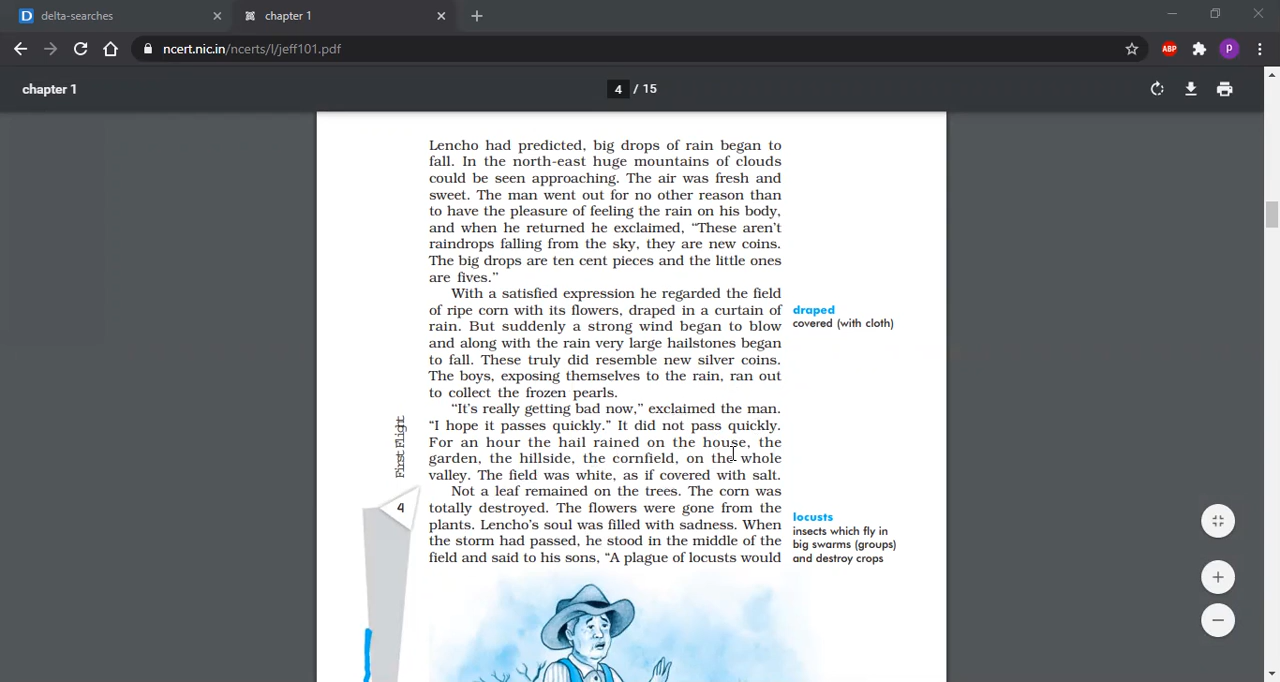 delta-searches
chapter 1
ncert.nic.in/ncerts/l/jeff101.pdf
ABP
P
chapter 1
4 / 15
Lencho had predicted, big drops of rain began to
fall. In the north-east huge mountains of clouds
could be seen approaching. The air was fresh and
sweet. The man went out for no other reason than
to have the pleasure of feeling the rain on his body,
and when he returned he exclaimed, “These aren’t
raindrops falling from the sky, they are new coins.
The big drops are ten cent pieces and the little ones
are fives.”
With a satisfied expression he regarded the field
of ripe corn with its flowers, draped in a curtain of
rain. But suddenly a strong wind began to blow
and along with the rain very large hailstones began
to fall. These truly did resemble new silver coins.
The boys, exposing themselves to the rain, ran out
to collect the frozen pearls.
“It’s really getting bad now,” exclaimed the man.
“I hope it passes quickly.” It did not pass quickly.
For an hour the hail rained on the house, the
garden, the hillside, the cornfield, on the whole
valley. The field was white, as if covered with salt.
Not a leaf remained on the trees. The corn was
totally destroyed. The flowers were gone from the
plants. Lencho’s soul was filled with sadness. When
the storm had passed, he stood in the middle of the
field and said to his sons, “A plague of locusts would
draped
covered (with cloth)
locusts
insects which fly in
big swarms (groups)
and destroy crops
First Flight
4